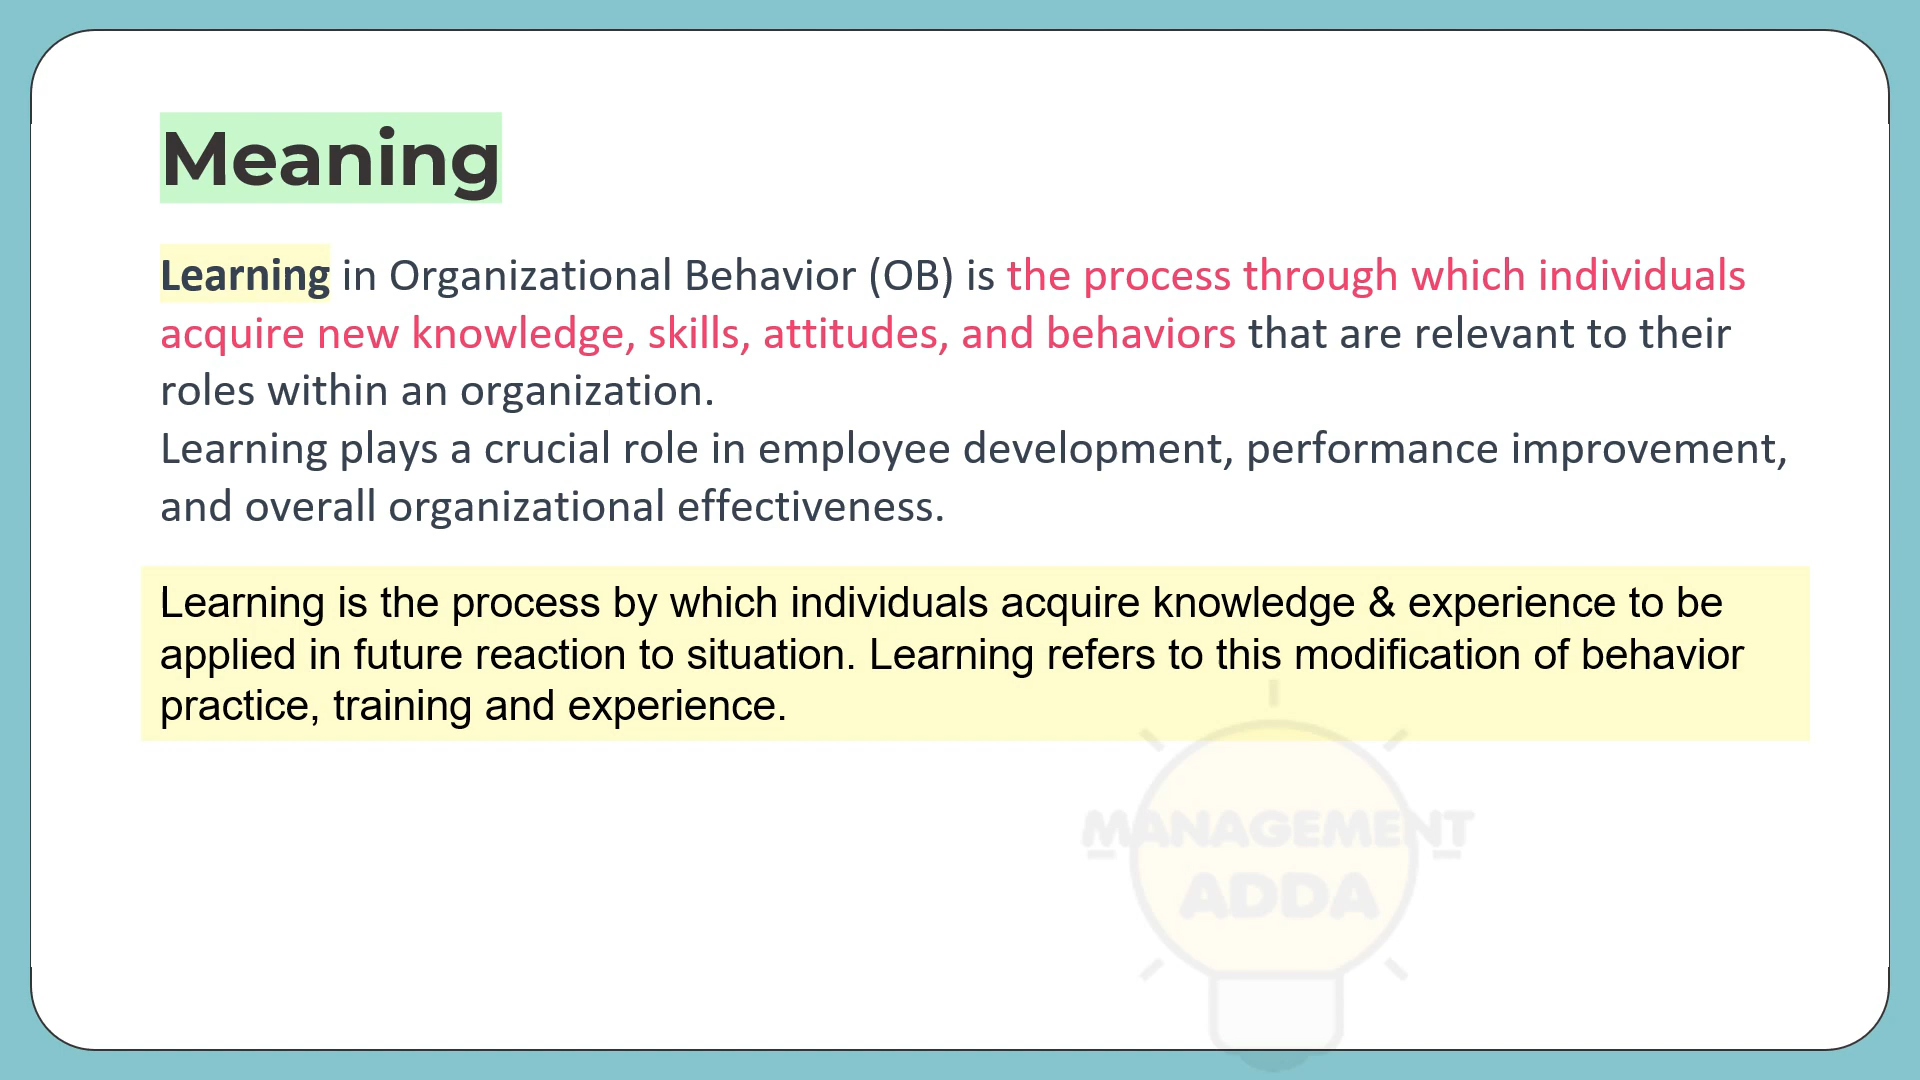 Meaning
Learning in Organizational Behavior (OB) is the process through which individuals
acquire new knowledge, skills, attitudes, and behaviors that are relevant to their
roles within an organization.
Learning plays a crucial role in employee development, performance improvement,
and overall organizational effectiveness.
Learning is the process by which individuals acquire knowledge & experience to be
applied in future reaction to situation. Learning refers to this modification of behavior
practice, training and experience.
MANAGEMENT
ADDA